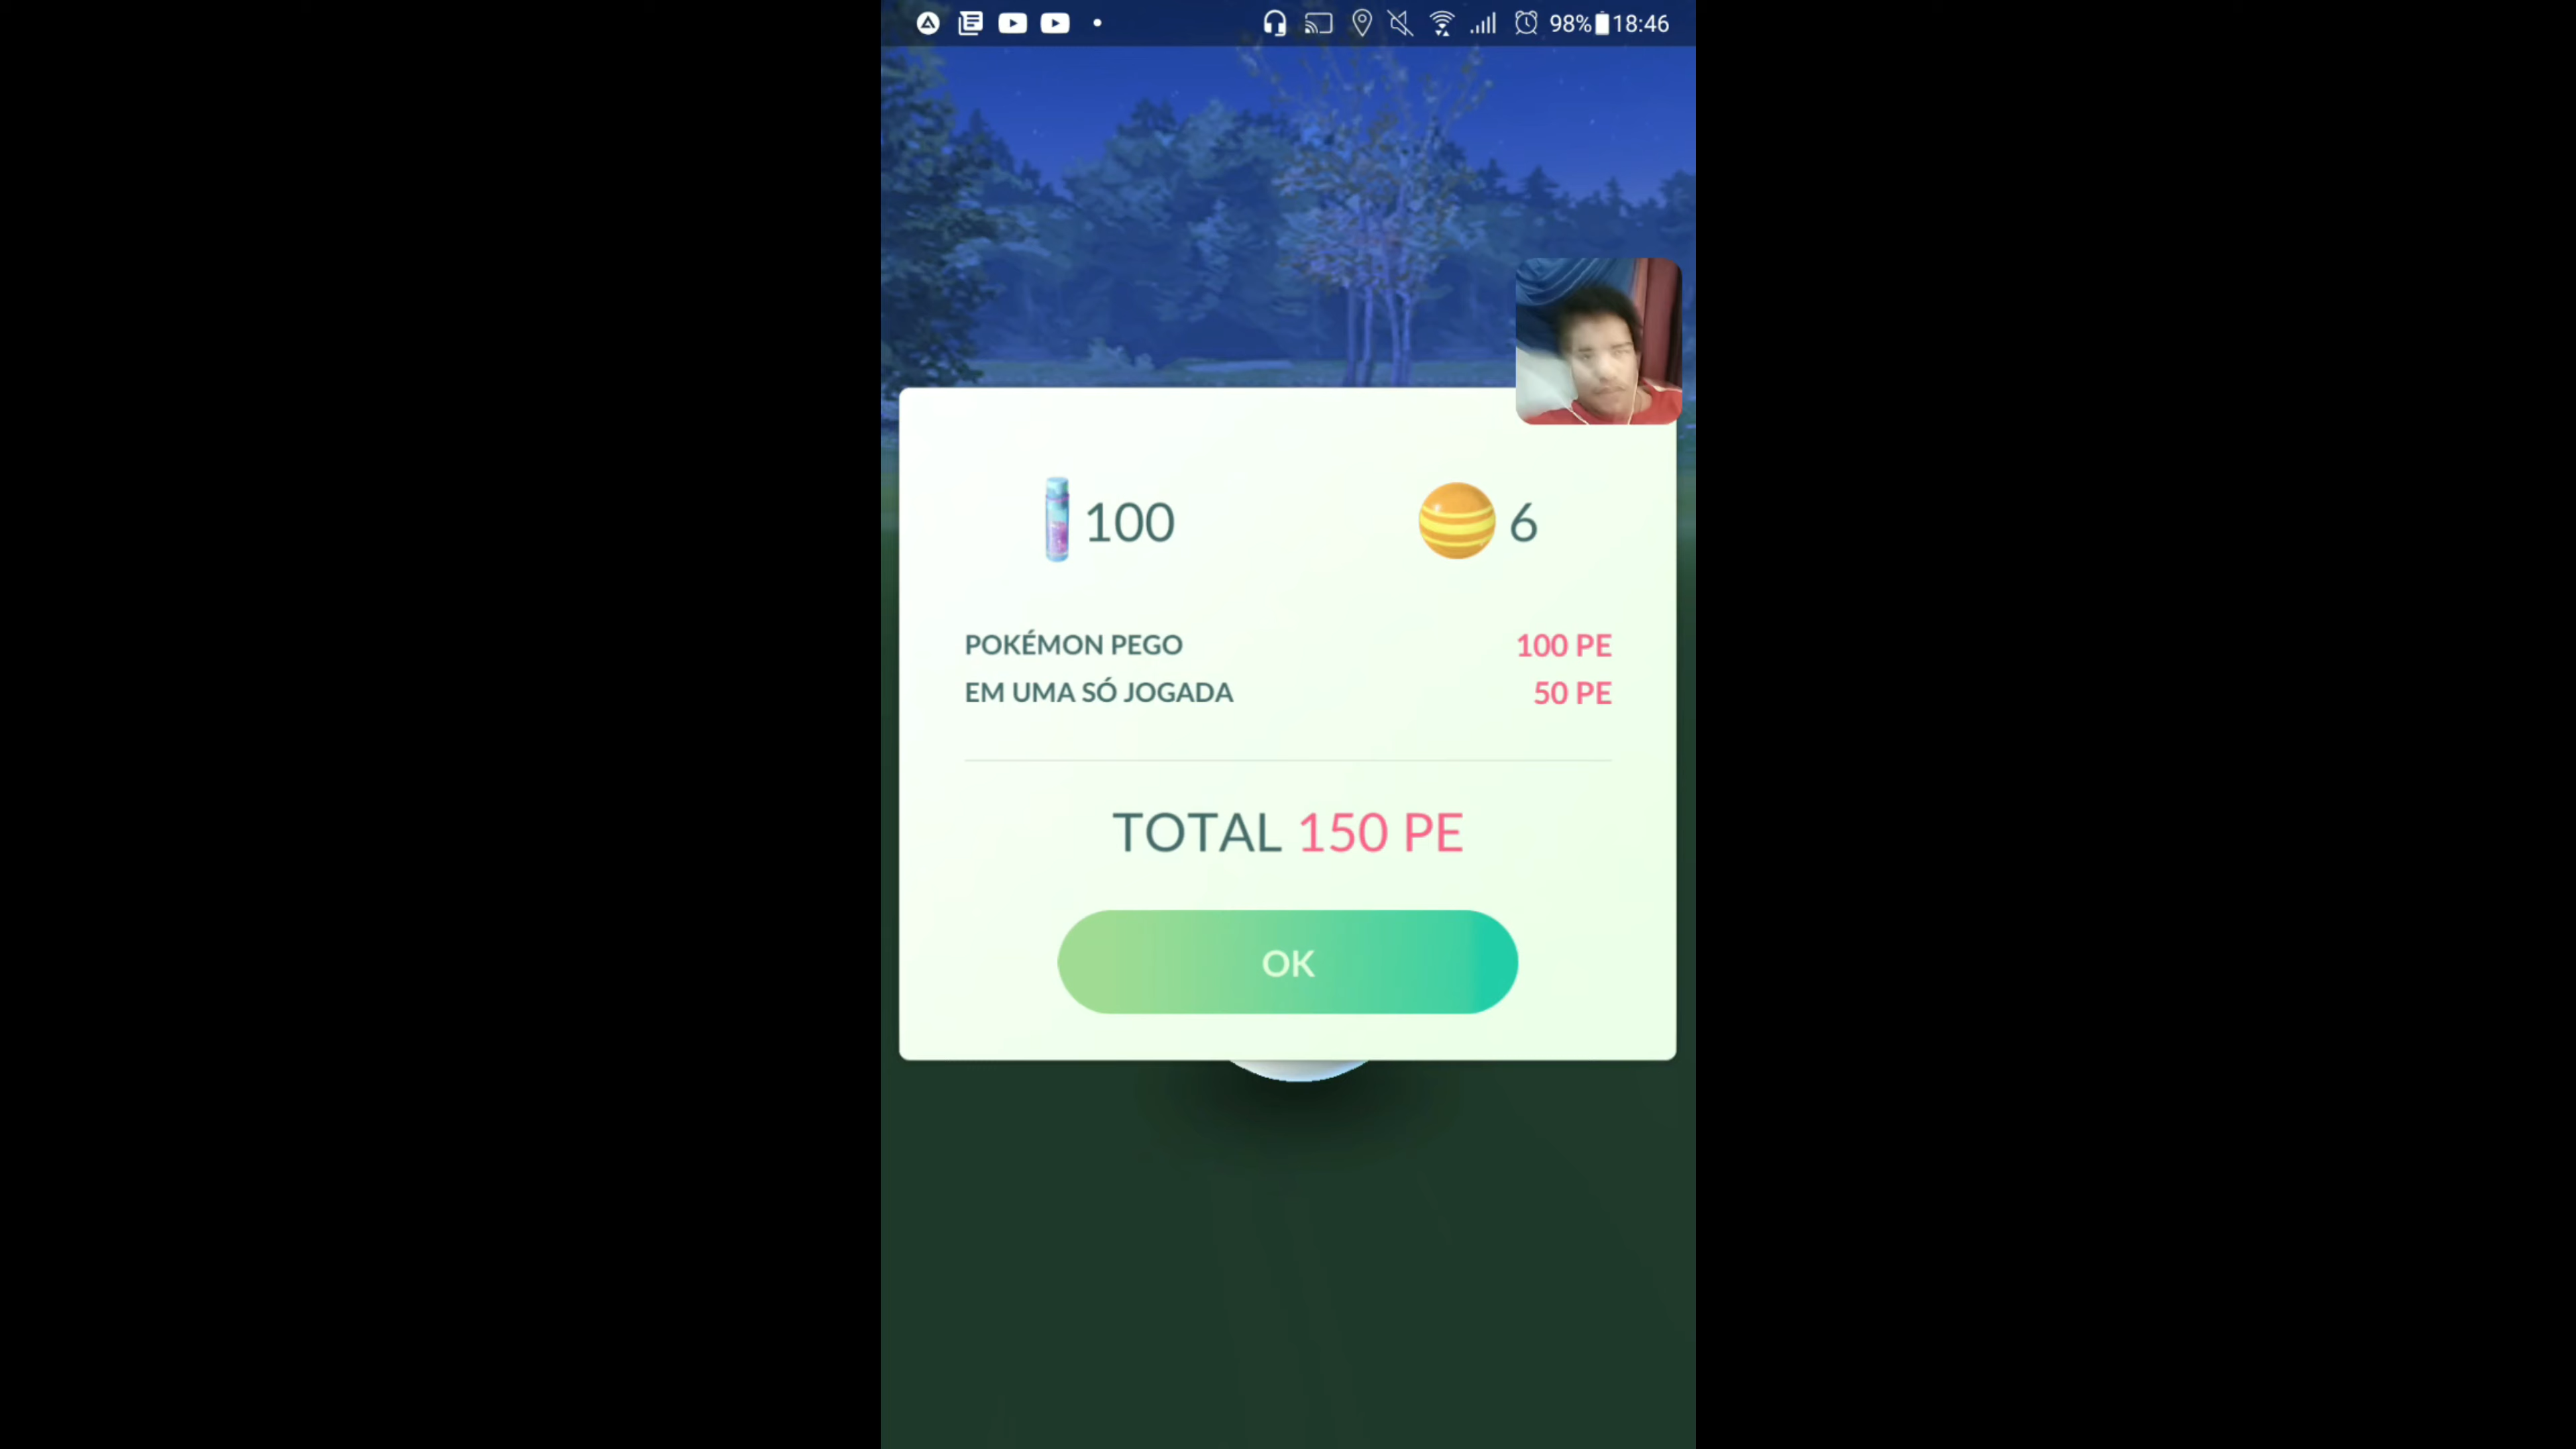 98% 18:46
100 6
POKÉMON PEGO 100 PE
EM UMA SÓ JOGADA 50 PE
TOTAL 150 PE
OK